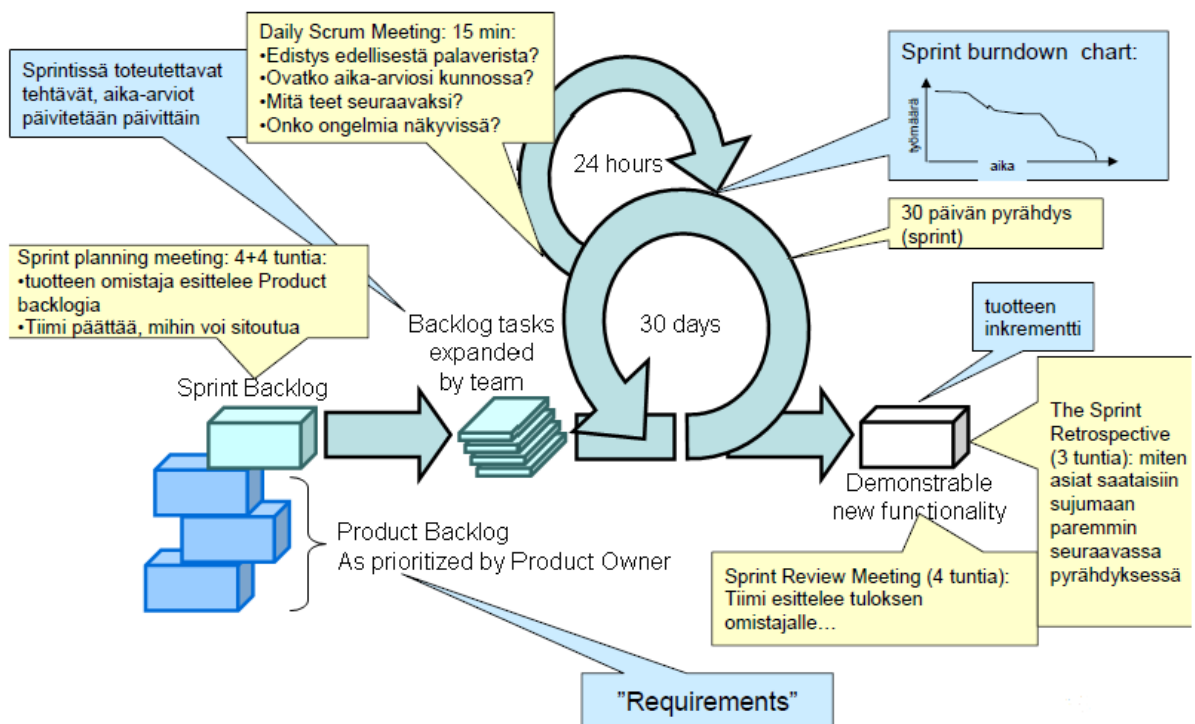 Daily Scrum Meeting: 15 min:
•Edistys edellisestä palaverista?
•Ovatko aika-arviosi kunnossa?
•Mitä teet seuraavaksi?
•Onko ongelmia näkyvissä?
Sprintissä toteutettavat
tehtävät, aika-arviot
päivitetään päivittäin
Sprint burndown chart:
työmäärä
aika
24 hours
30 päivän pyrähdys
(sprint)
Sprint planning meeting: 4+4 tuntia:
•tuotteen omistaja esittelee Product
backlogia
•Tiimi päättää, mihin voi sitoutua
Backlog tasks
expanded
by team
30 days
tuotteen
inkrementti
Sprint Backlog
The Sprint
Retrospective
(3 tuntia): miten
asiat saataisiin
sujumaan
paremmin
seuraavassa
pyrähdyksessä
Demonstrable
new functionality
Product Backlog
As prioritized by Product Owner
Sprint Review Meeting (4 tuntia):
Tiimi esittelee tuloksen
omistajalle…
”Requirements”